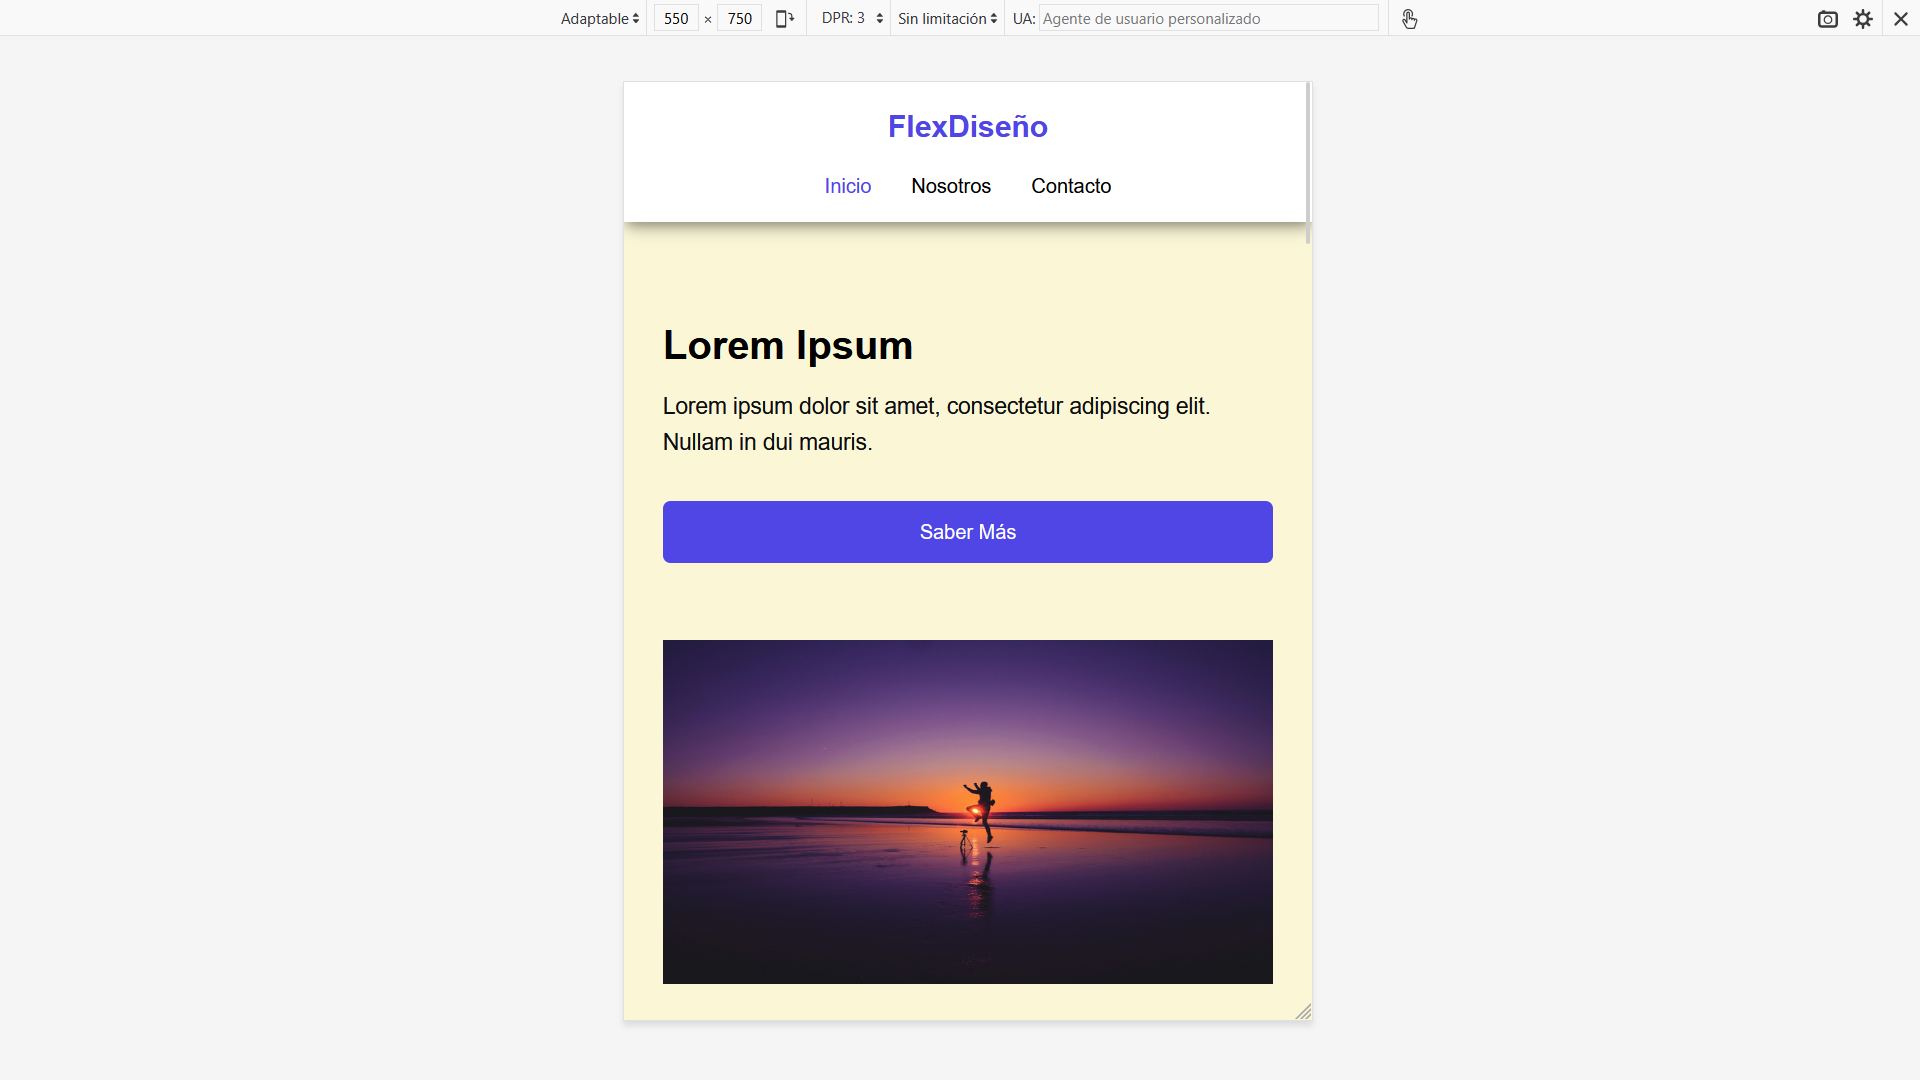 Adaptable 550 × 750 DPR: 3 Sin limitación UA: Agente de usuario personalizado
FlexDiseño
Inicio Nosotros Contacto
Lorem Ipsum
Lorem ipsum dolor sit amet, consectetur adipiscing elit.
Nullam in dui mauris.
Saber Más